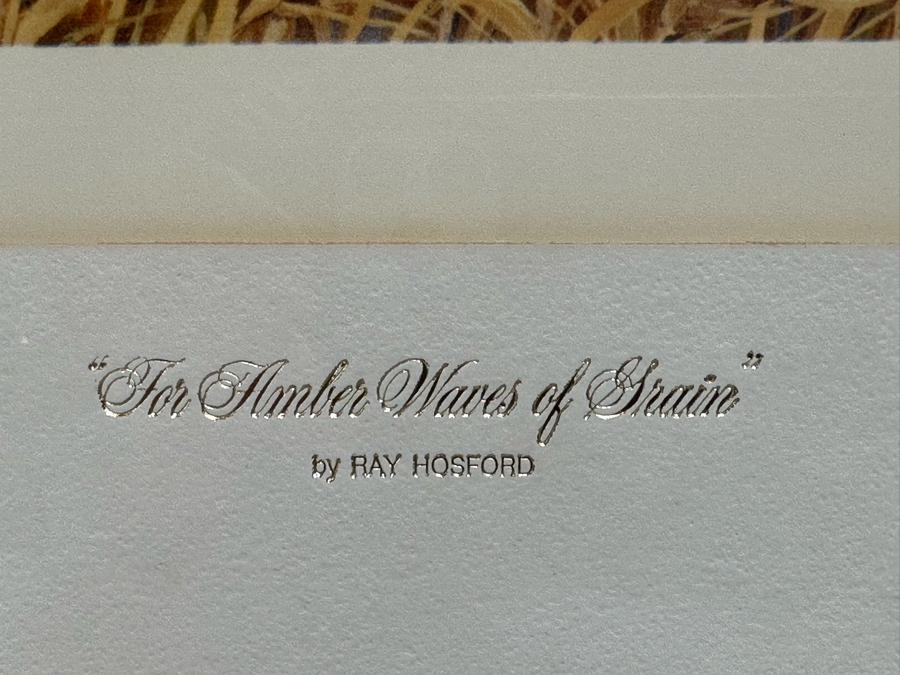 “For Amber Waves of Grain”
by RAY HOSFORD